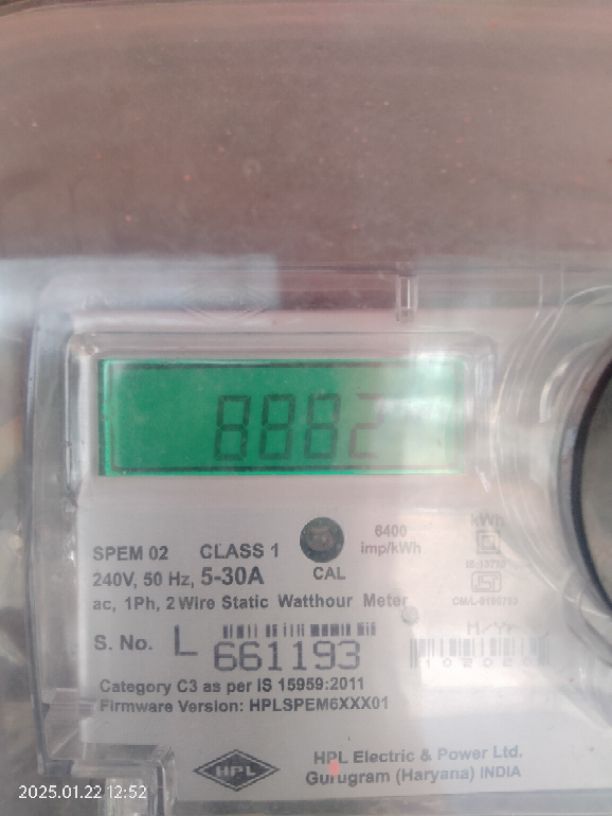 8882
SPEM 02 CLASS 1
6400
imp/kWh
kWh
240V, 50 Hz, 5-30A
CAL
ac, 1Ph, 2 Wire Static Watthour Meter
S. No. L 661193
M/Yr
Category C3 as per IS 15959:2011
Firmware Version: HPLSPEM6XXX01
HPL
HPL Electric & Power Ltd.
Gurugram (Haryana) INDIA
2025.01.22 12:52